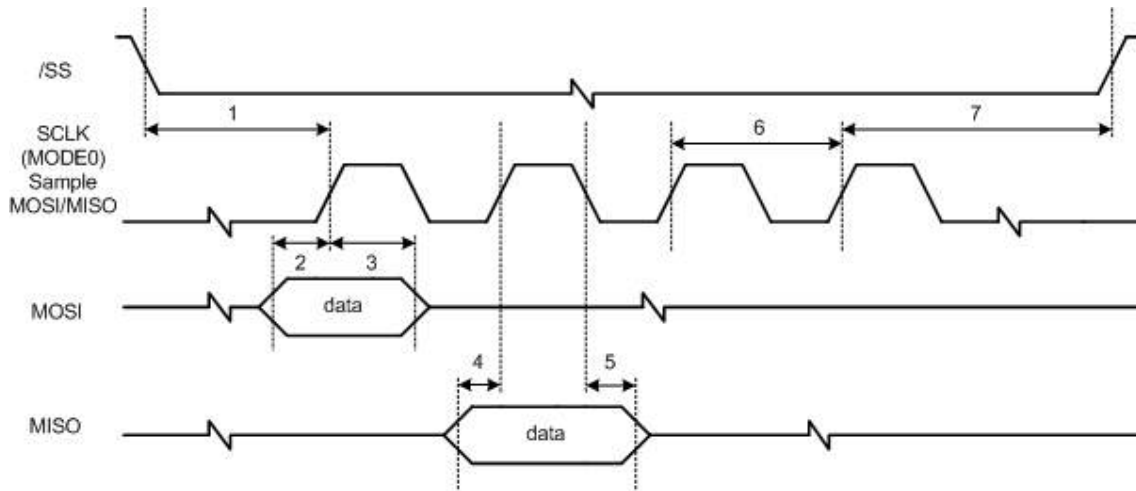 /SS
1
7
6
SCLK
(MODE0)
Sample
MOSI/MISO
2
3
MOSI
data
4
5
MISO
data